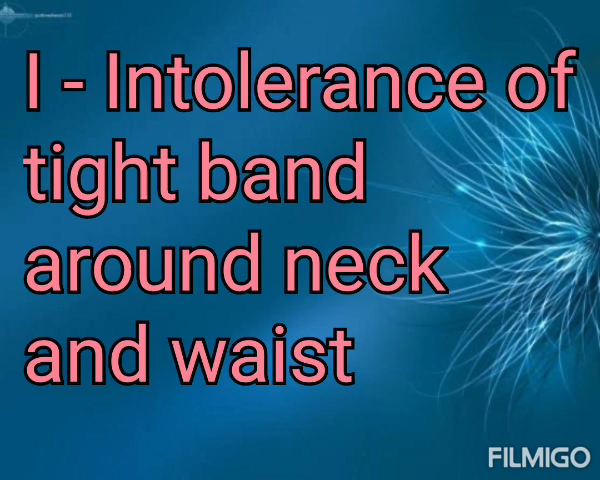 I - Intolerance of
tight band
around neck
and waist
FILMIGO